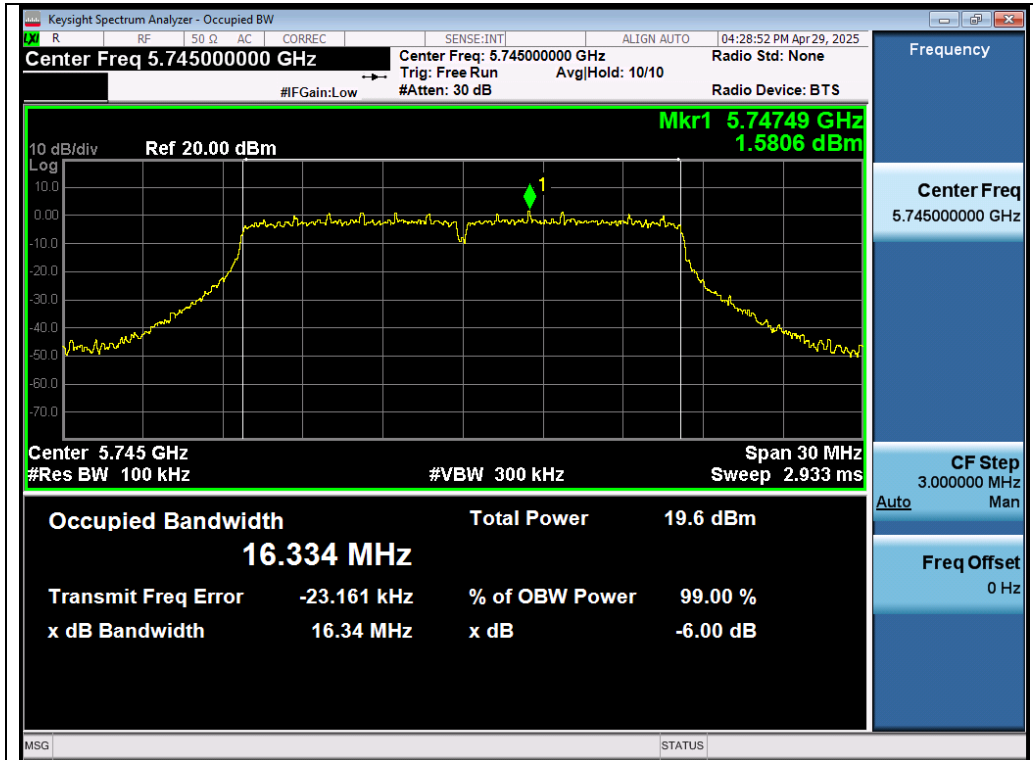 Keysight Spectrum Analyzer - Occupied BW
LXI R RF 50 Ω AC CORREC SENSE:INT ALIGN AUTO 04:28:52 PM Apr 29, 2025
Center Freq 5.745000000 GHz
#IFGain:Low
Center Freq: 5.745000000 GHz
Trig: Free Run Avg|Hold: 10/10
#Atten: 30 dB
Radio Std: None
Radio Device: BTS
Frequency
Mkr1 5.74749 GHz
1.5806 dBm
10 dB/div Ref 20.00 dBm
Log
10.0
0.00
-10.0
-20.0
-30.0
-40.0
-50.0
-60.0
-70.0
1
Center 5.745 GHz Span 30 MHz
#Res BW 100 kHz #VBW 300 kHz Sweep 2.933 ms
Occupied Bandwidth Total Power 19.6 dBm
16.334 MHz
Transmit Freq Error -23.161 kHz % of OBW Power 99.00 %
x dB Bandwidth 16.34 MHz x dB -6.00 dB
Center Freq
5.745000000 GHz
CF Step
3.000000 MHz
Auto Man
Freq Offset
0 Hz
MSG STATUS